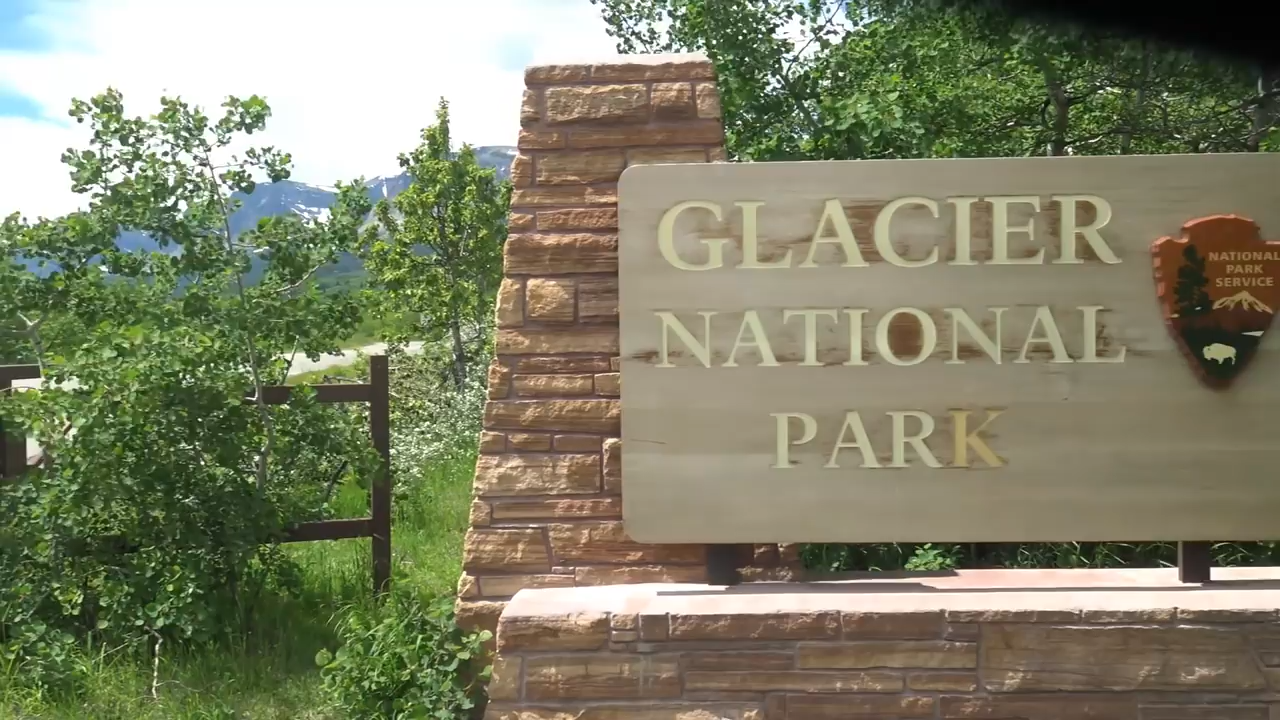 GLACIER
NATIONAL
PARK
NATIONAL
PARK
SERVICE